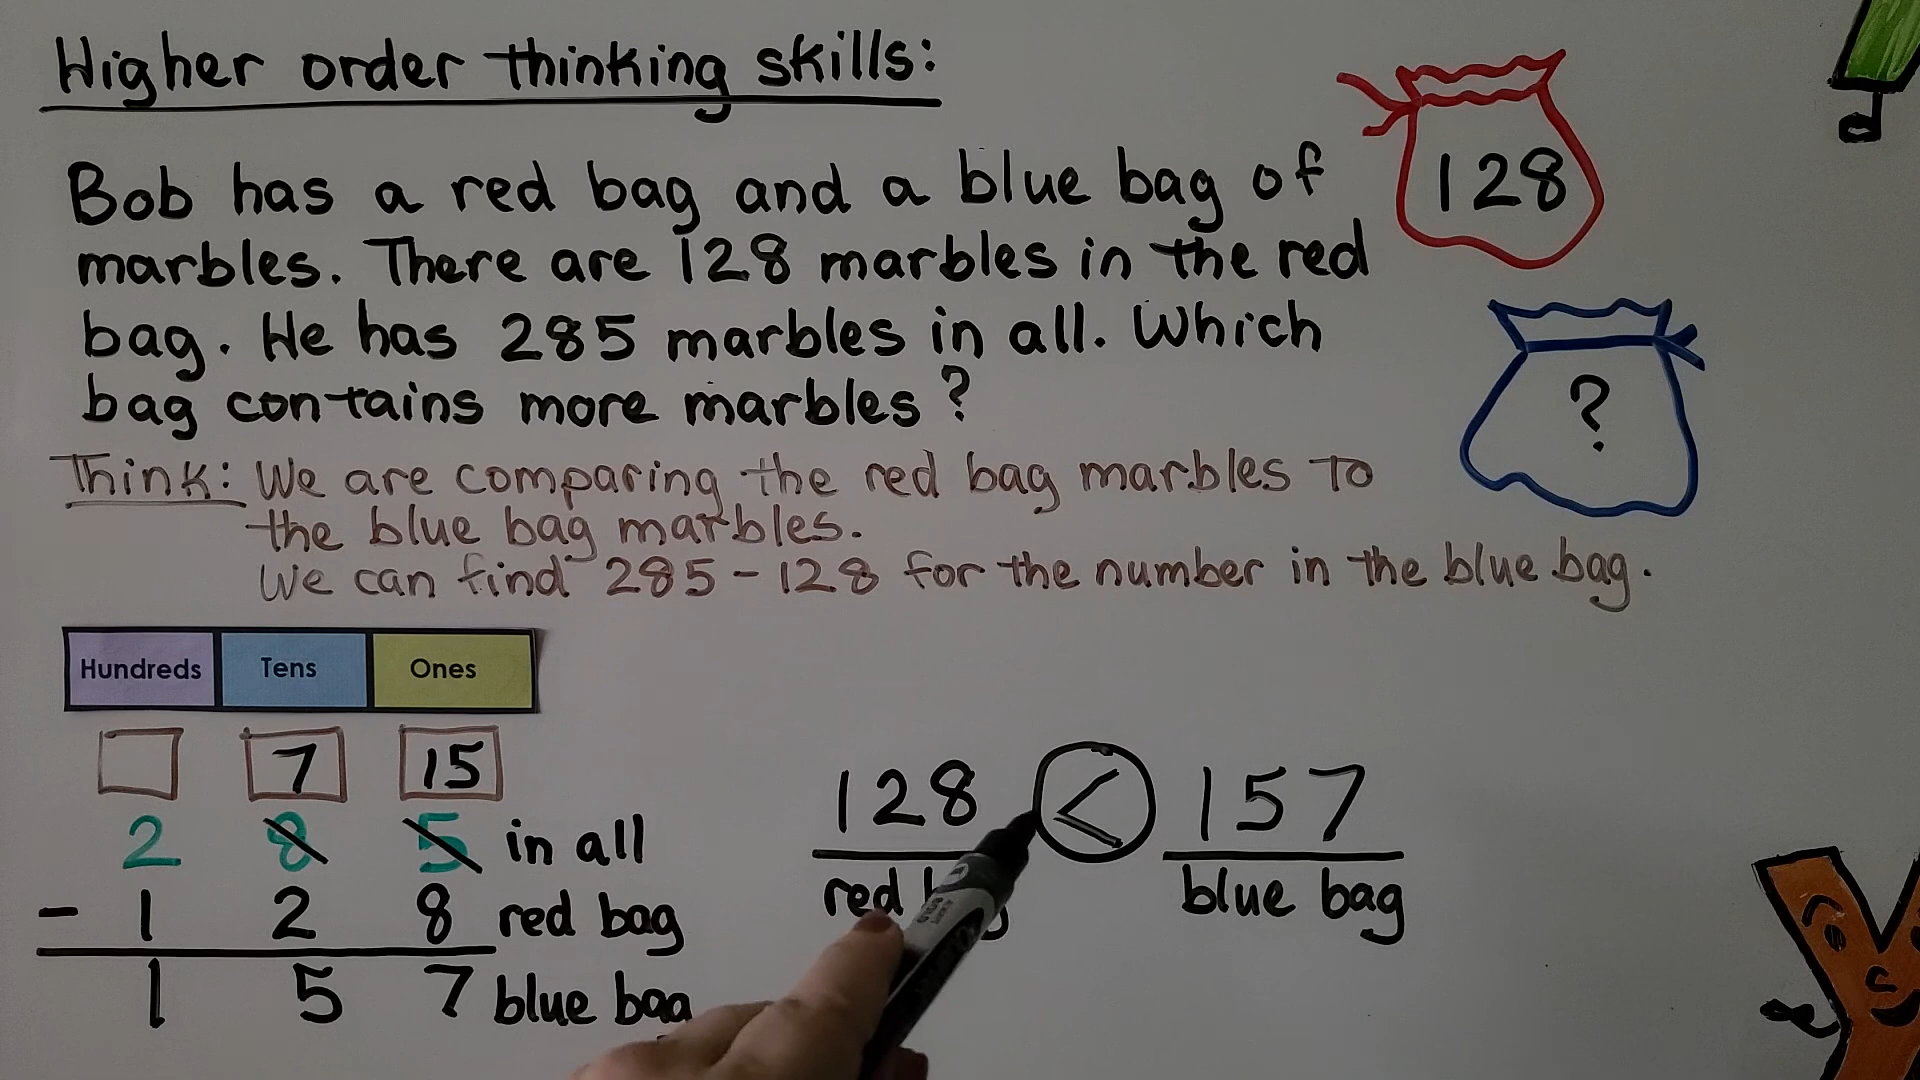 Higher order thinking skills:
128
Bob has a red bag and a blue bag of
marbles. There are 128 marbles in the red
bag. He has 285 marbles in all. Which
bag contains more marbles?
?
Think: We are comparing the red bag marbles to
the blue bag marbles.
We can find 285-128 for the number in the blue bag.
Hundreds Tens Ones
7 15
2 8 5 in all
- 1 2 8 red bag
1 5 7 blue bag
128 < 157
red blue bag